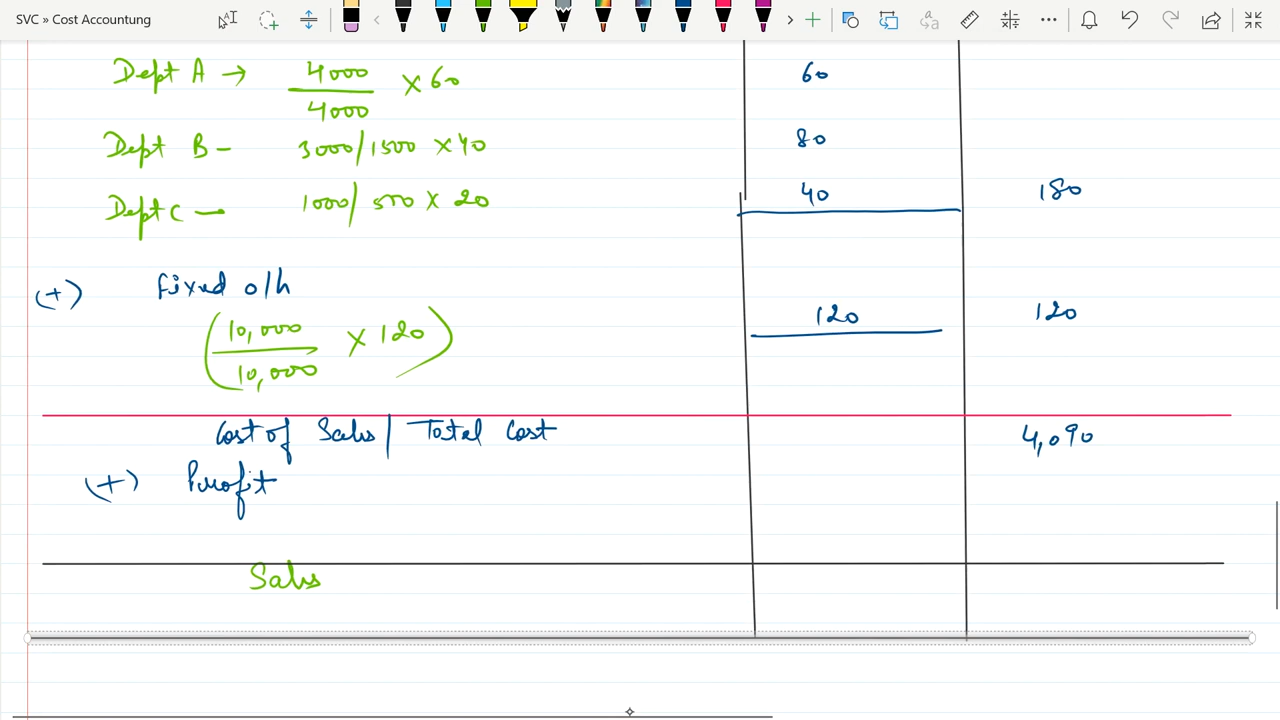 SVC » Cost Accountung
Dept A → 4000 / 4000 × 60 60
Dept B - 3000/1500 × 40 80
Dept C — 1000/500 × 20 40 180
(+) Fixed o/h
(10,000 / 10,000 × 120) 120 120
Cost of Sales | Total Cost 4,090
(+) Profit
Sales